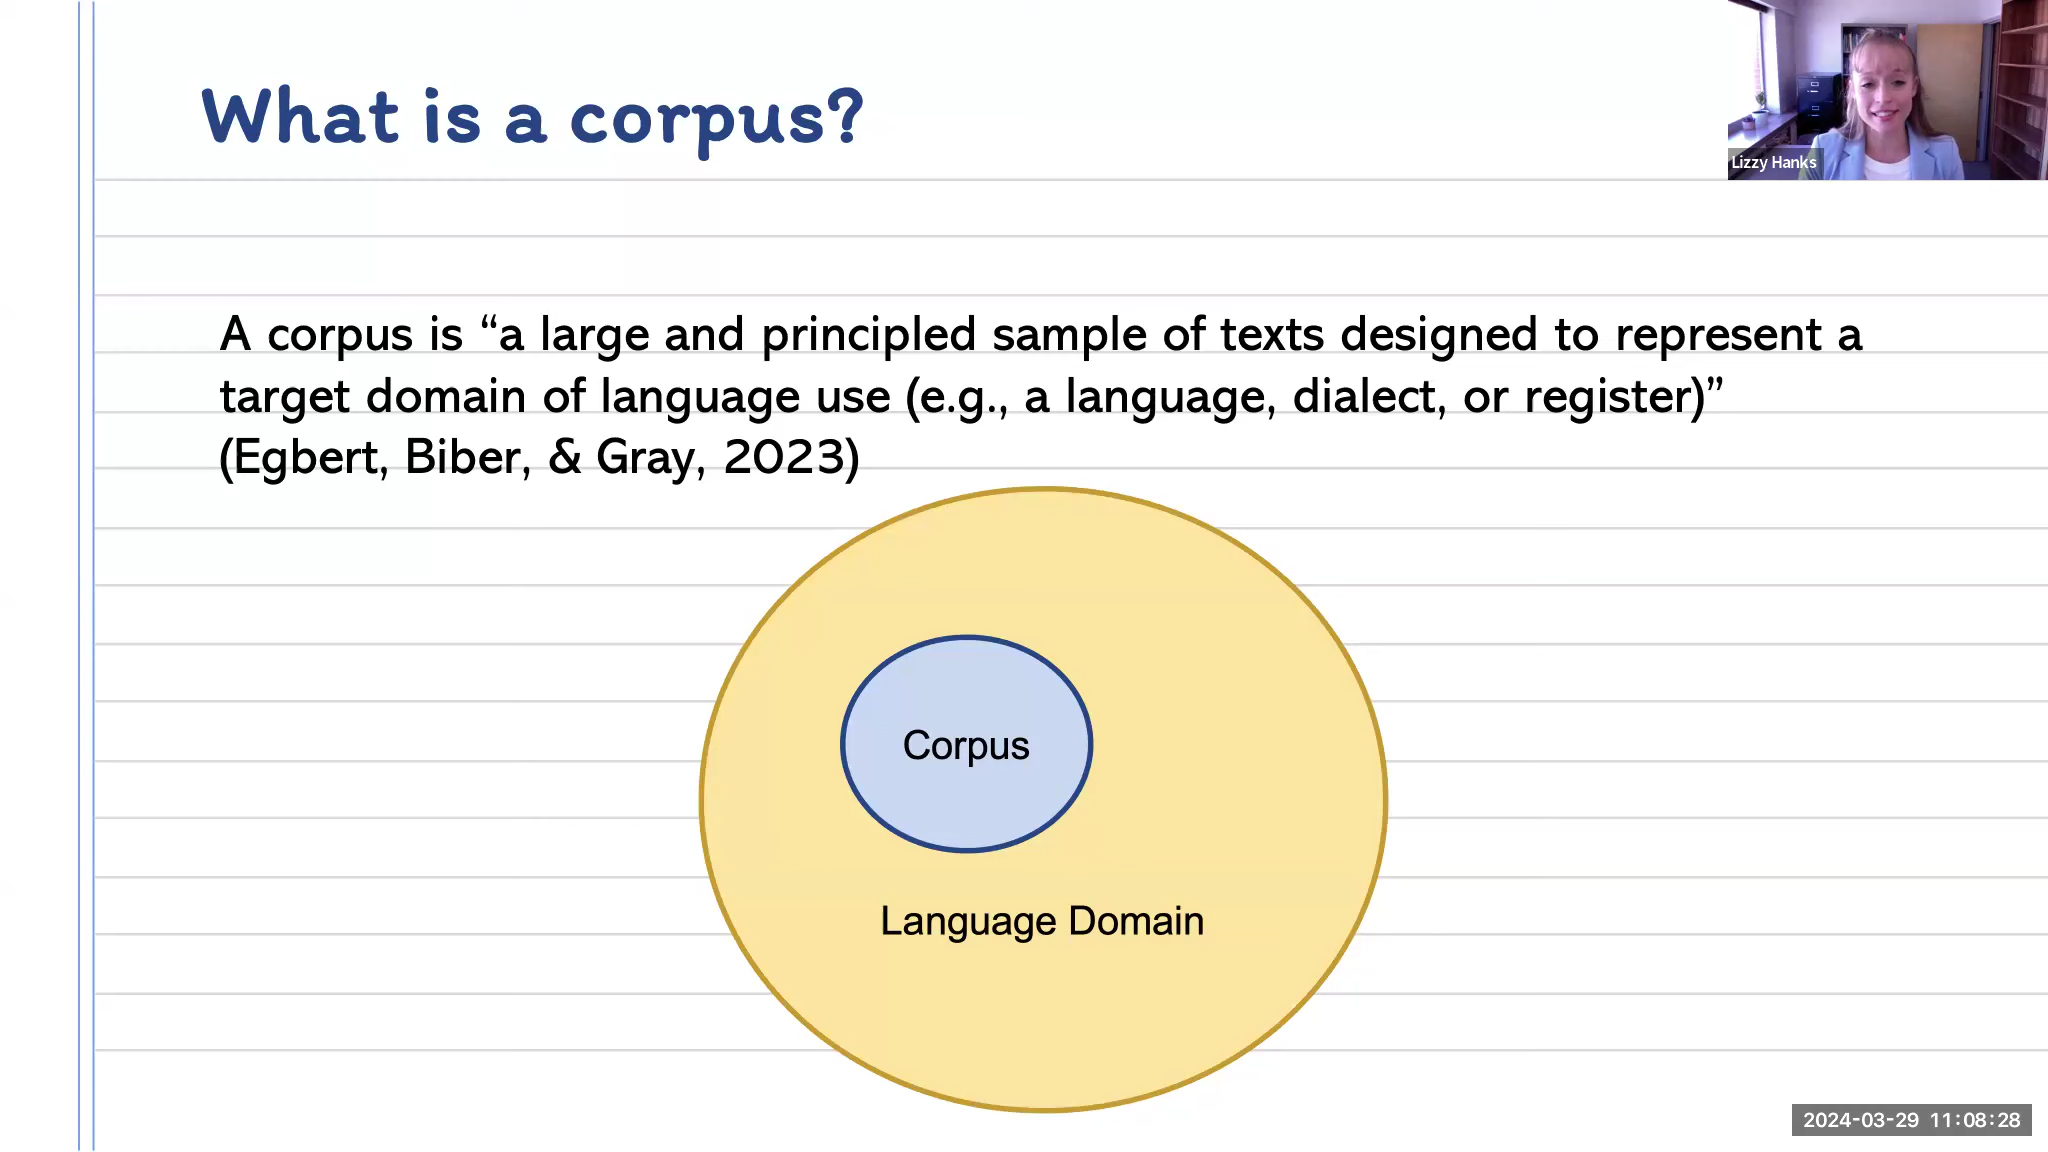 What is a corpus?
Lizzy Hanks
A corpus is “a large and principled sample of texts designed to represent a
target domain of language use (e.g., a language, dialect, or register)”
(Egbert, Biber, & Gray, 2023)
Corpus
Language Domain
2024-03-29 11:08:28